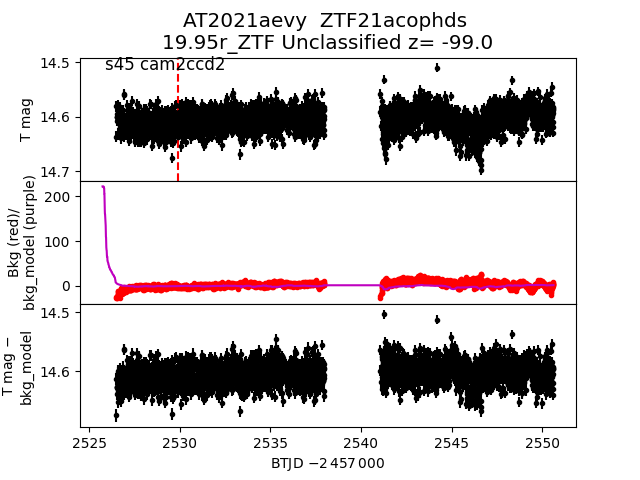 AT2021aevy  ZTF21acophds
19.95r_ZTF Unclassified z= -99.0
s45 cam2ccd2
14.5
14.6
14.7
T mag
200
100
0
Bkg (red)/
bkg_model (purple)
14.5
14.6
T mag −
bkg_model
2525
2530
2535
2540
2545
2550
BTJD −2 457 000